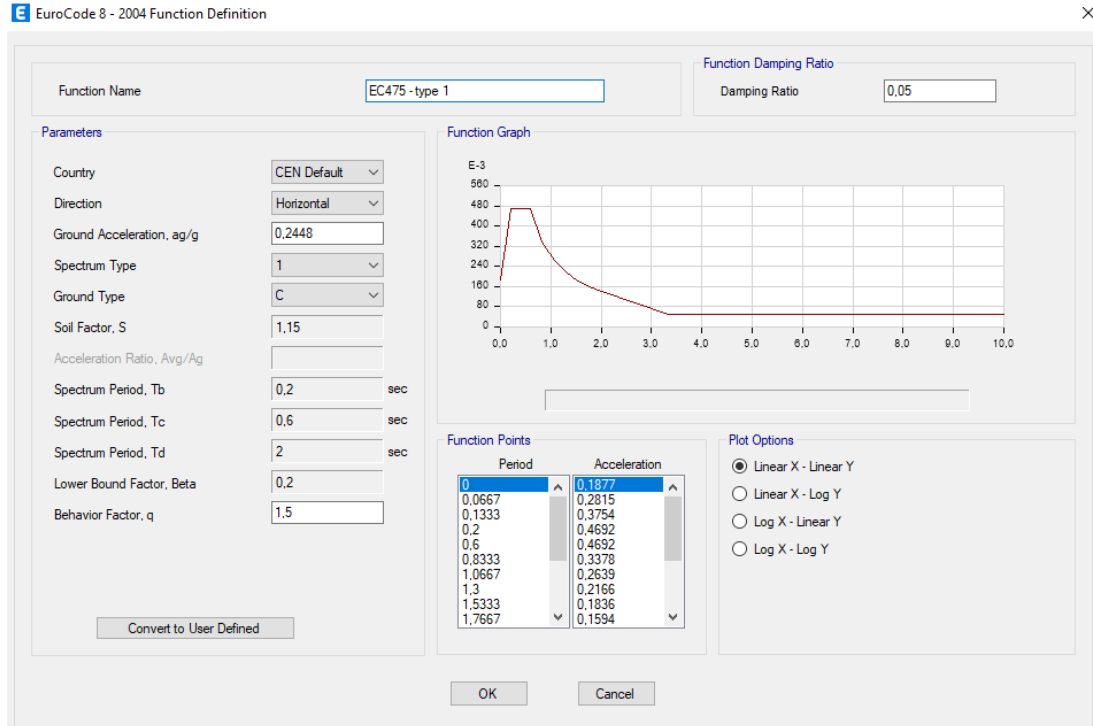 E EuroCode 8 - 2004 Function Definition
Function Name EC475 - type 1
Function Damping Ratio
Damping Ratio 0,05
Parameters
Country CEN Default
Direction Horizontal
Ground Acceleration, ag/g 0,2448
Spectrum Type 1
Ground Type C
Soil Factor, S 1,15
Acceleration Ratio, Avg/Ag
Spectrum Period, Tb 0,2 sec
Spectrum Period, Tc 0,6 sec
Spectrum Period, Td 2 sec
Lower Bound Factor, Beta 0,2
Behavior Factor, q 1,5
Convert to User Defined
Function Graph
E-3
560
480
400
320
240
160
80
0
0,0 1,0 2,0 3,0 4,0 5,0 6,0 7,0 8,0 9,0 10,0
Function Points
Period Acceleration
0 0,1877
0,0667 0,2815
0,1333 0,3754
0,2 0,4692
0,6 0,4692
0,8333 0,3378
1,0667 0,2639
1,3 0,2166
1,5333 0,1836
1,7667 0,1594
Plot Options
Linear X - Linear Y
Linear X - Log Y
Log X - Linear Y
Log X - Log Y
OK Cancel